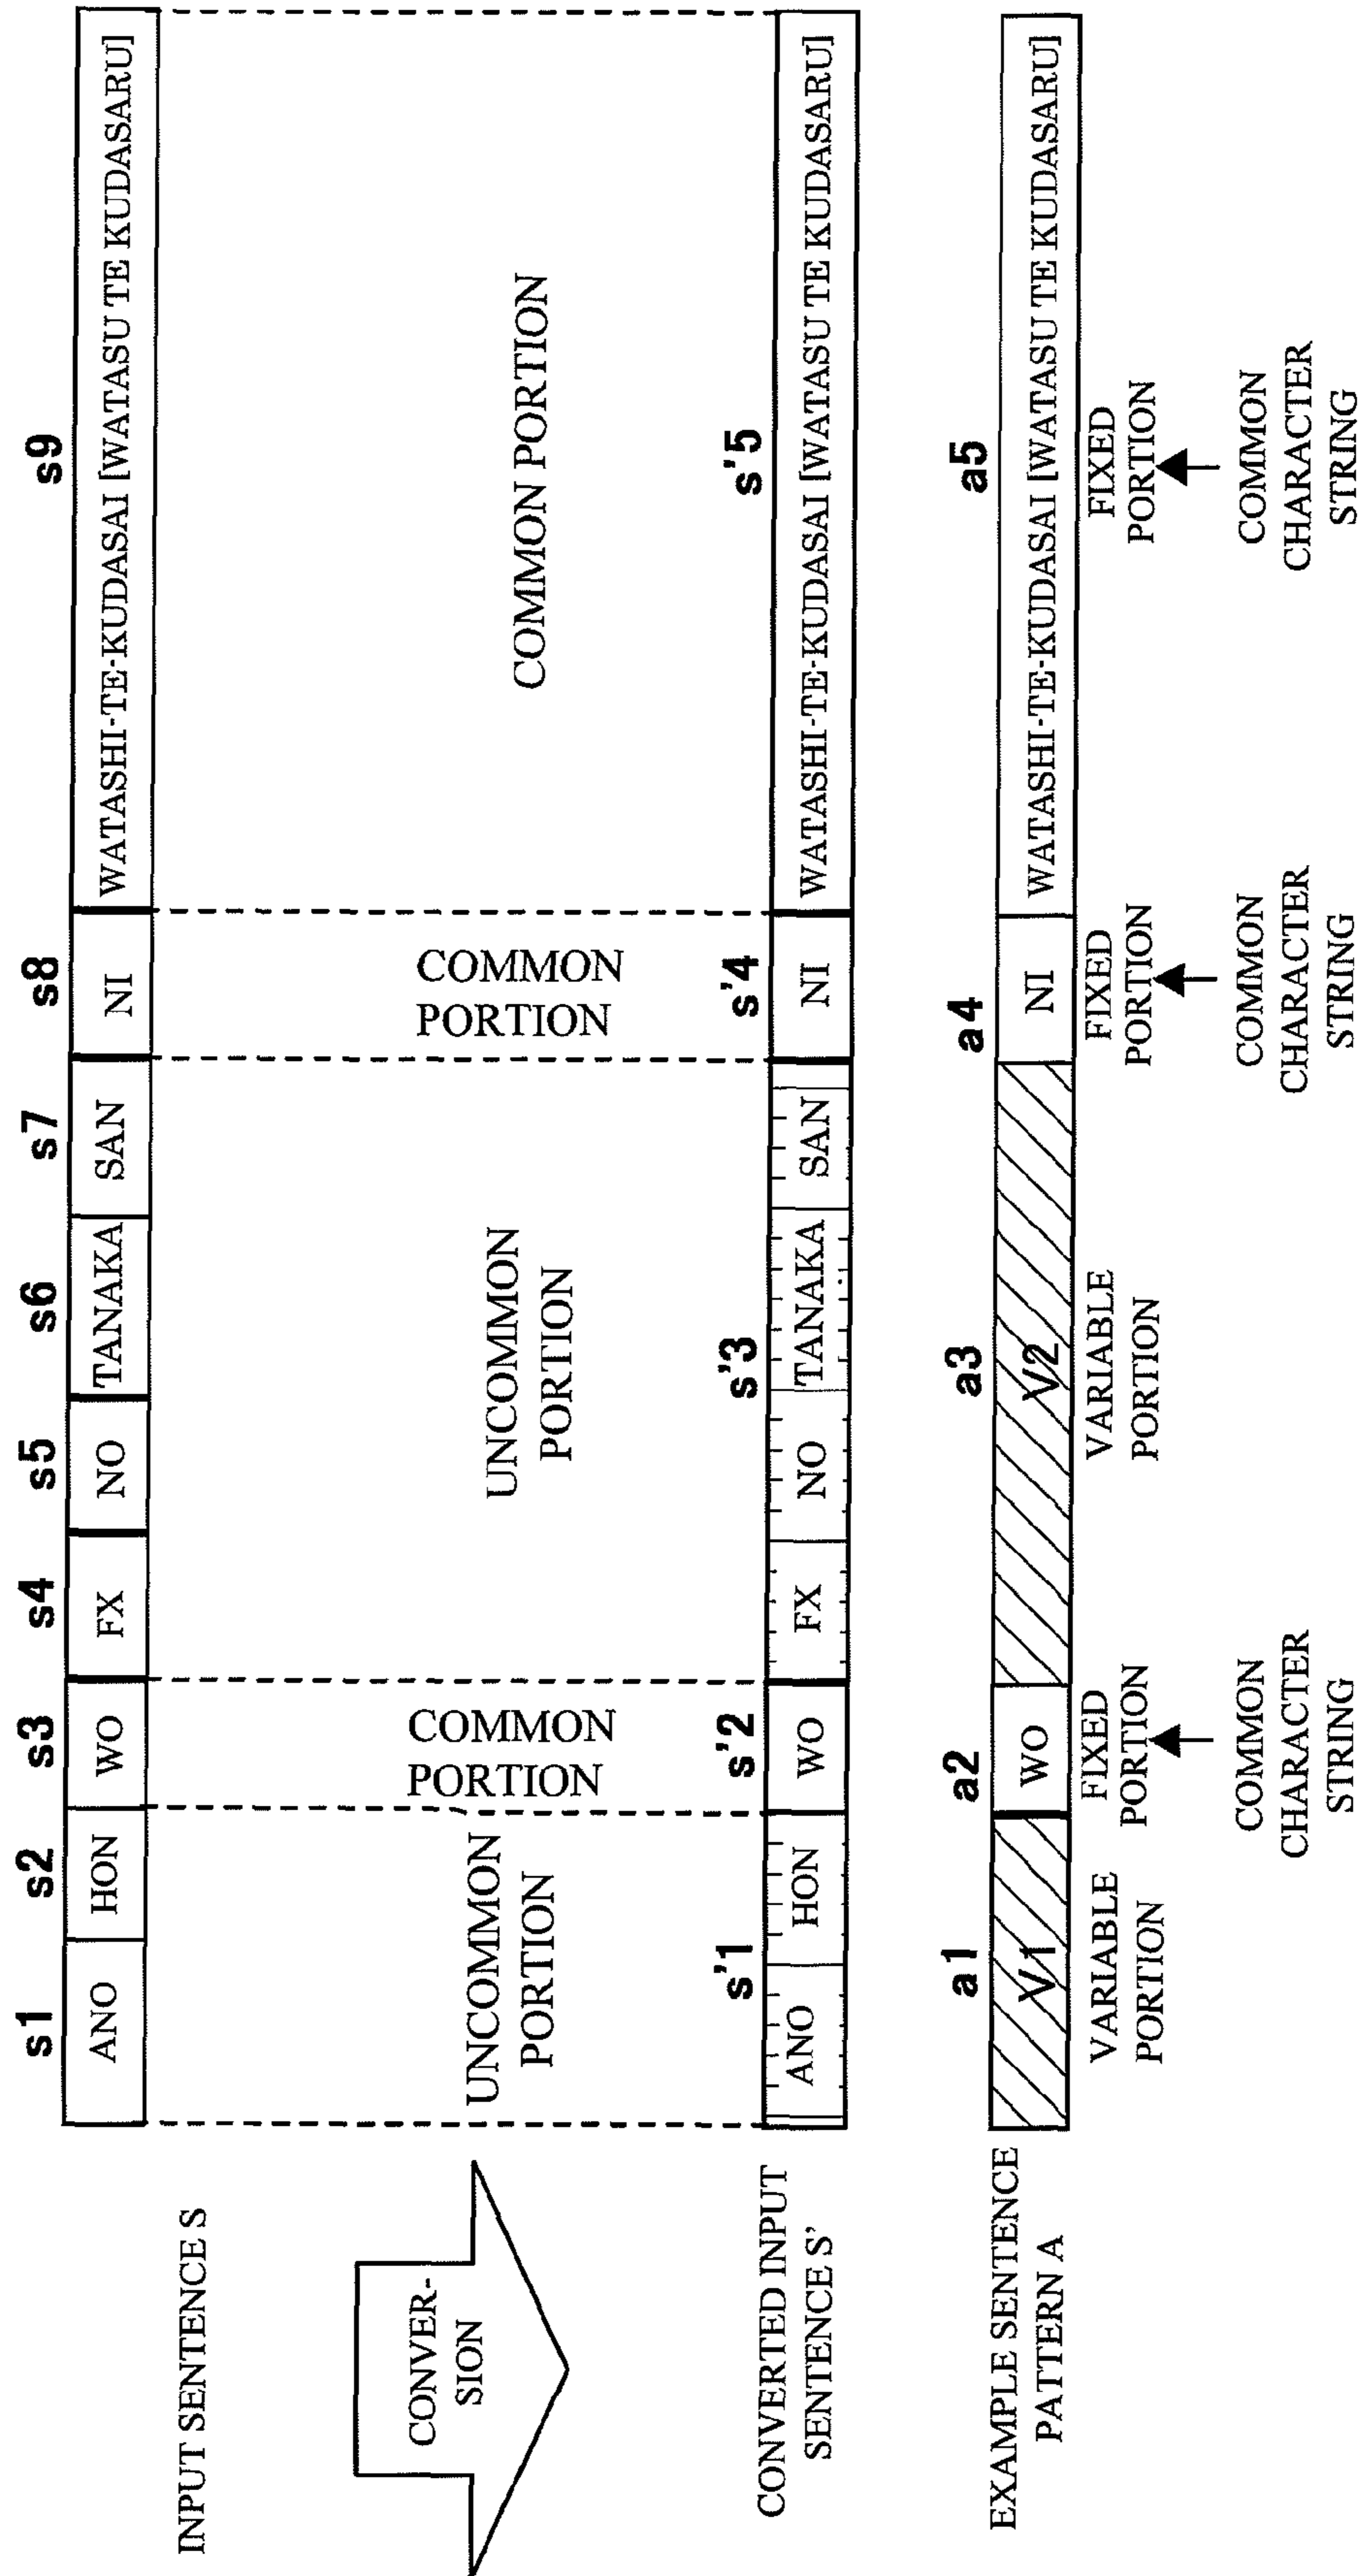 s1 s2 s3 s4 s5 s6 s7 s8 s9
INPUT SENTENCE S
ANO HON WO FX NO TANAKA SAN NI WATASHI-TE-KUDASAI [WATASU TE KUDASARU]
CONVER-
SION
UNCOMMON
PORTION
COMMON
PORTION
UNCOMMON
PORTION
COMMON
PORTION
COMMON PORTION
s'1 s'2 s'3 s'4 s'5
CONVERTED INPUT
SENTENCE S'
ANO HON WO FX NO TANAKA SAN NI WATASHI-TE-KUDASAI [WATASU TE KUDASARU]
a1 a2 a3 a4 a5
EXAMPLE SENTENCE
PATTERN A
V1 WO V2 NI WATASHI-TE-KUDASAI [WATASU TE KUDASARU]
VARIABLE
PORTION
FIXED
PORTION
VARIABLE
PORTION
FIXED
PORTION
FIXED
PORTION
COMMON
CHARACTER
STRING
COMMON
CHARACTER
STRING
COMMON
CHARACTER
STRING